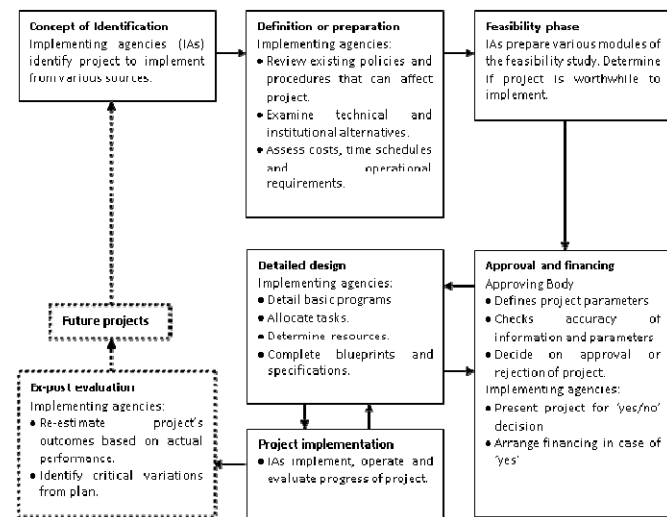 Concept of Identification
Implementing agencies (IAs)
identify project to implement
from various sources.
Definition or preparation
Implementing agencies:
● Review existing policies and
procedures that can affect
project.
● Examine technical and
institutional alternatives.
● Assess costs, time schedules
and operational
requirements.
Feasibility phase
IAs prepare various modules of
the feasibility study. Determine
if project is worthwhile to
implement.
Detailed design
Implementing agencies:
● Detail basic programs
● Allocate tasks.
● Determine resources.
● Complete blueprints and
specifications.
Approval and financing
Approving Body
● Defines project parameters
● Checks accuracy of
information and parameters
● Decide on approval or
rejection of project.
Implementing agencies:
● Present project for ‘yes/no’
decision
● Arrange financing in case of
‘yes’
Future projects
Ex-post evaluation
Implementing agencies:
● Re-estimate project's
outcomes based on actual
performance.
● Identify critical variations
from plan.
Project implementation
● IAs implement, operate and
evaluate progress of project.